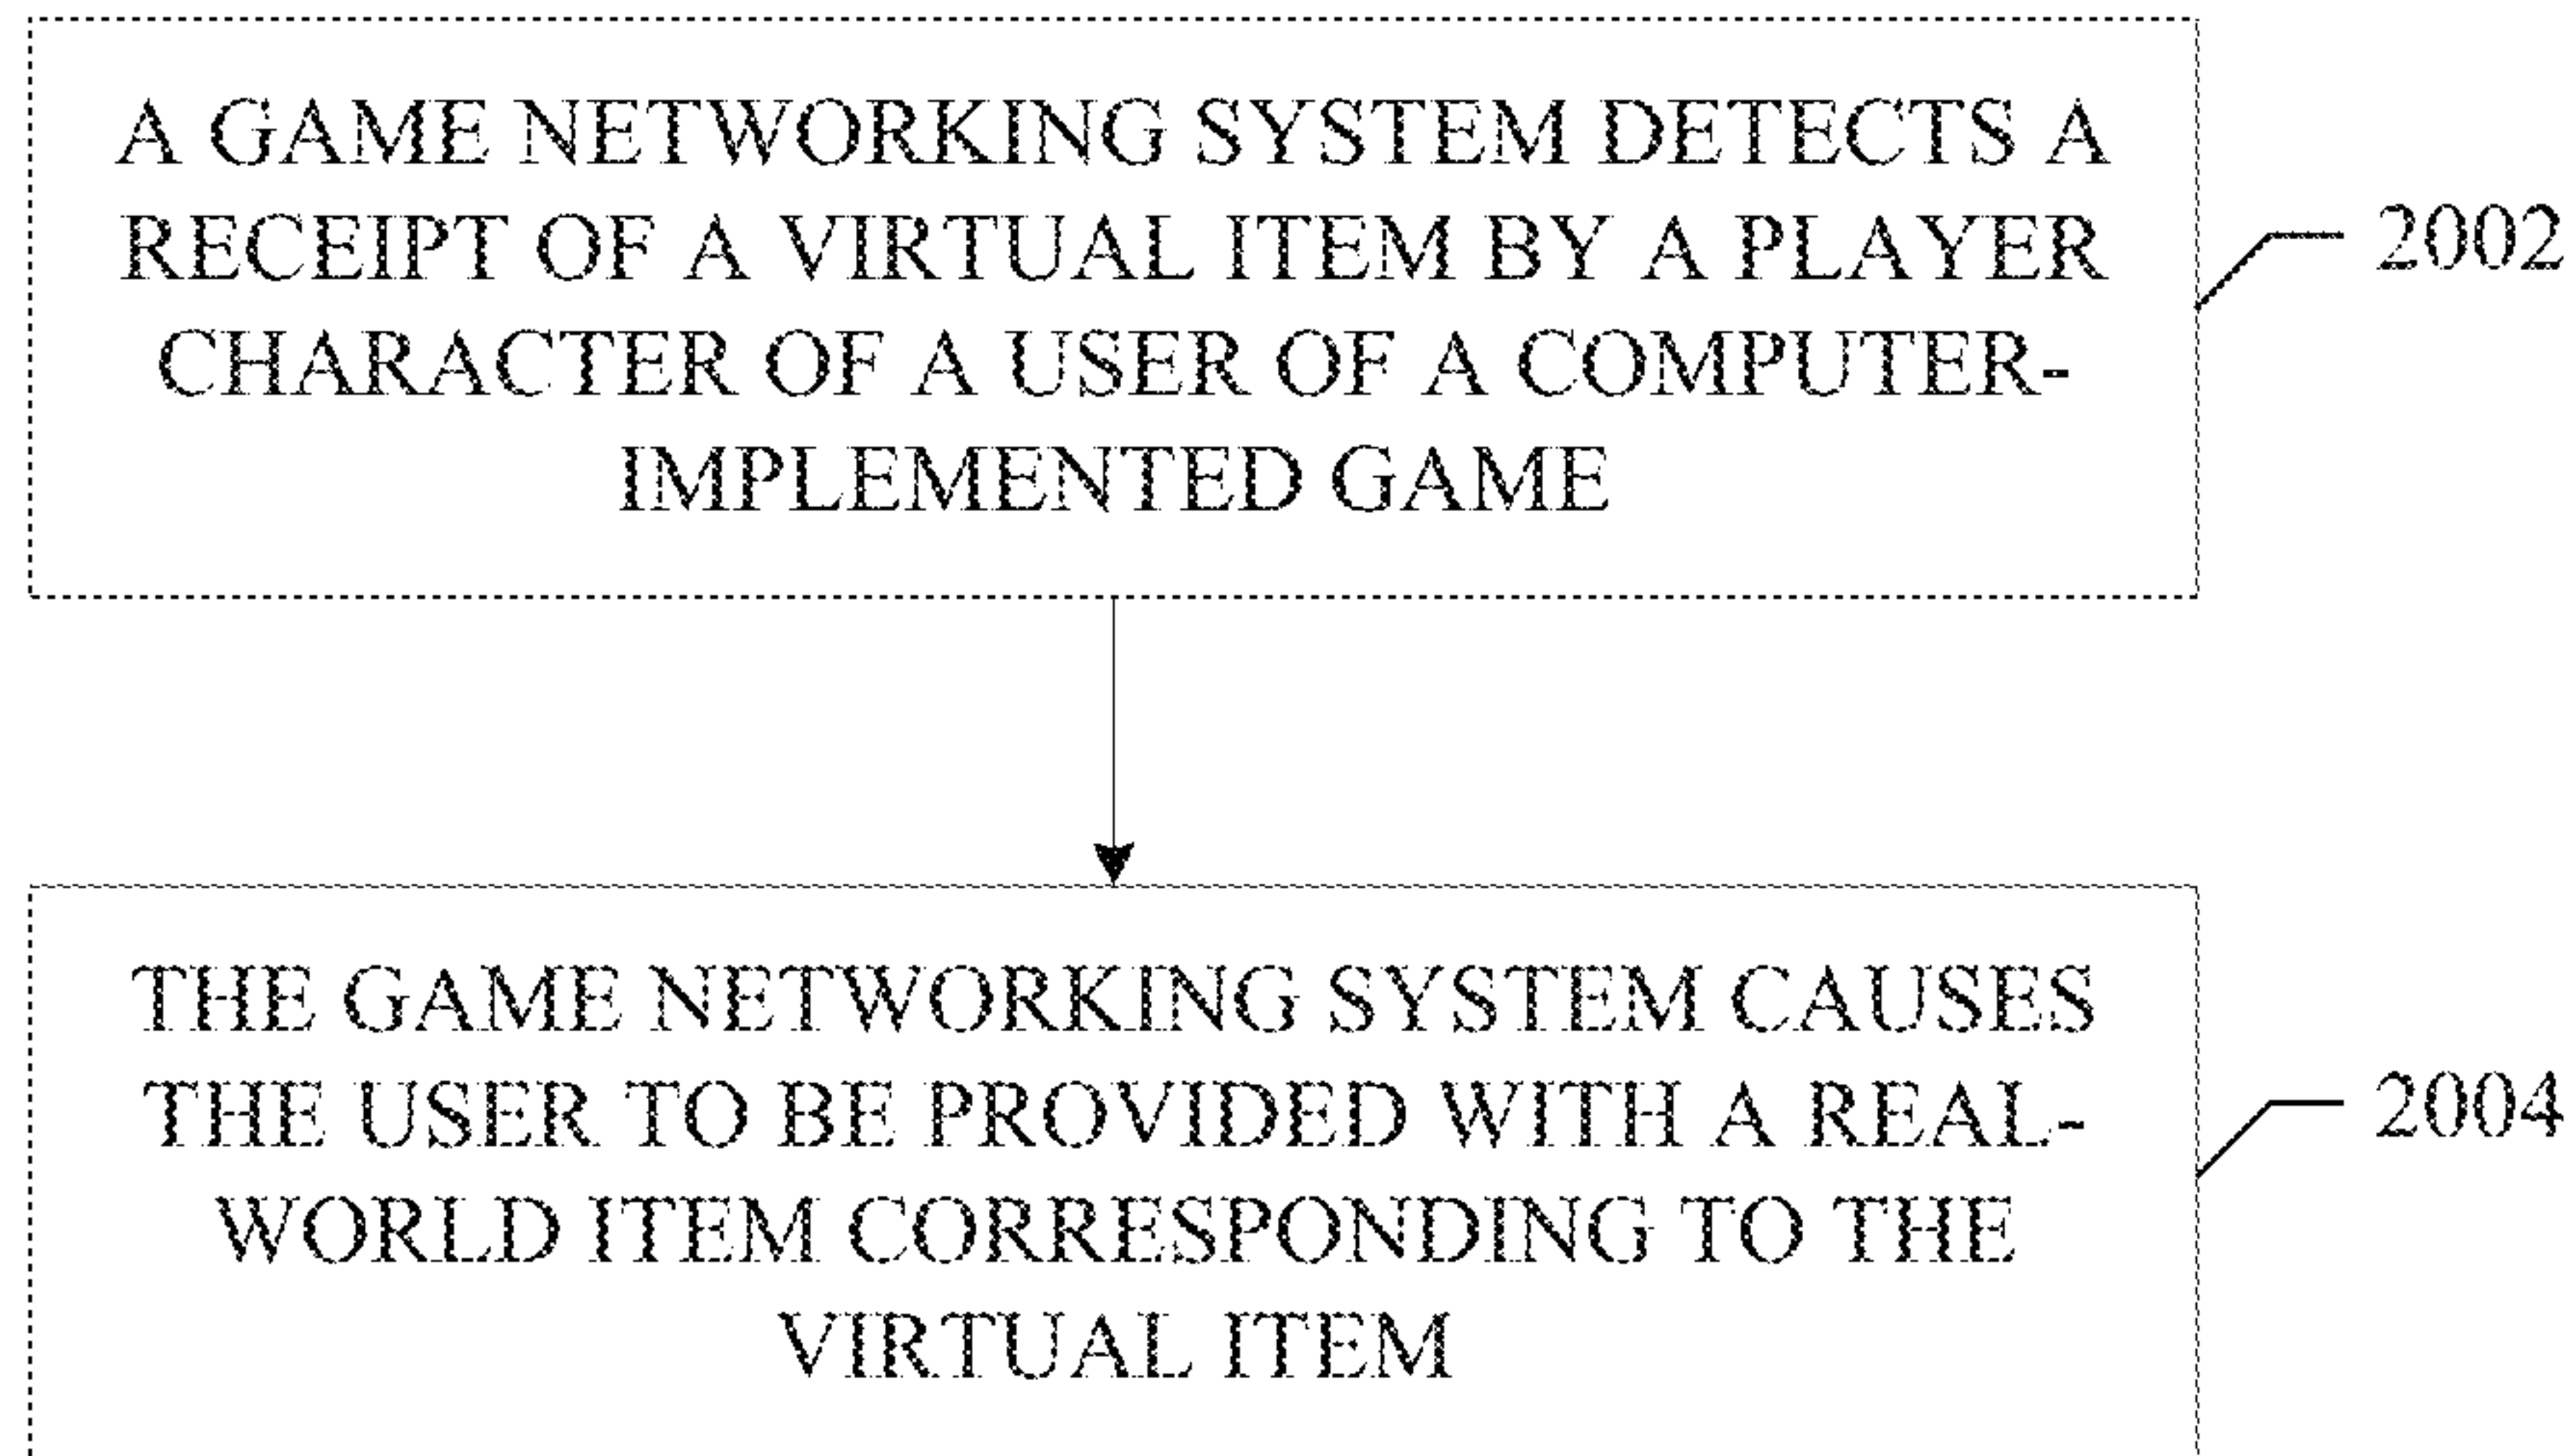 A GAME NETWORKING SYSTEM DETECTS A
RECEIPT OF A VIRTUAL ITEM BY A PLAYER
CHARACTER OF A USER OF A COMPUTER-
IMPLEMENTED GAME
2002
THE GAME NETWORKING SYSTEM CAUSES
THE USER TO BE PROVIDED WITH A REAL-
WORLD ITEM CORRESPONDING TO THE
VIRTUAL ITEM
2004